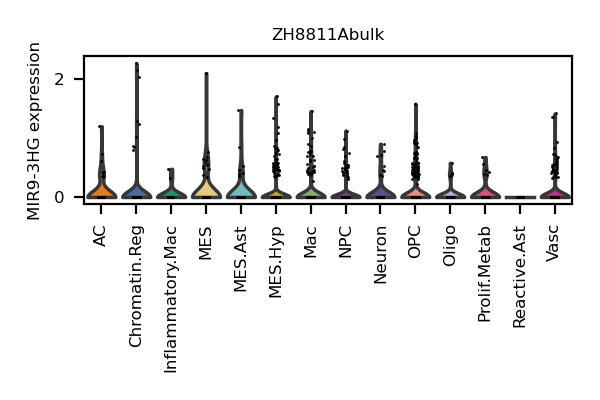 ZH8811Abulk
MIR9-3HG expression
2
0
AC
Chromatin.Reg
Inflammatory.Mac
MES
MES.Ast
MES.Hyp
Mac
NPC
Neuron
OPC
Oligo
Prolif.Metab
Reactive.Ast
Vasc